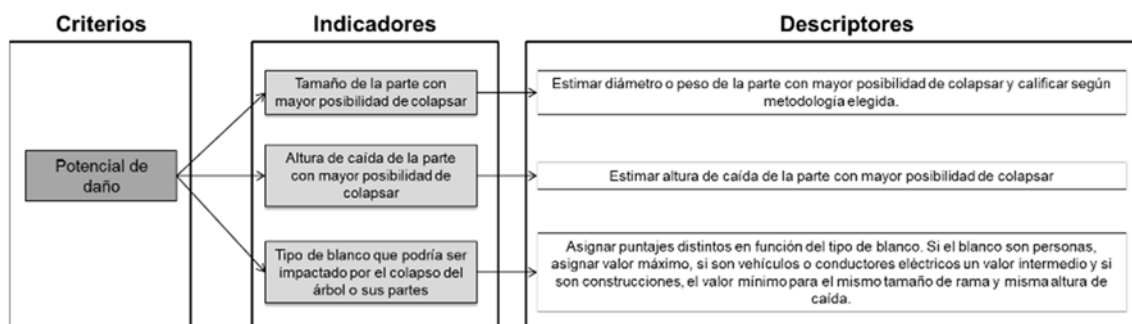 Criterios
Indicadores
Descriptores
Potencial de
daño
Tamaño de la parte con
mayor posibilidad de colapsar
Estimar diámetro o peso de la parte con mayor posibilidad de colapsar y calificar según
metodología elegida.
Altura de caída de la parte
con mayor posibilidad de
colapsar
Estimar altura de caída de la parte con mayor posibilidad de colapsar
Tipo de blanco que podría ser
impactado por el colapso del
árbol o sus partes
Asignar puntajes distintos en función del tipo de blanco. Si el blanco son personas,
asignar valor máximo, si son vehículos o conductores eléctricos un valor intermedio y si
son construcciones, el valor mínimo para el mismo tamaño de rama y misma altura de
caída.